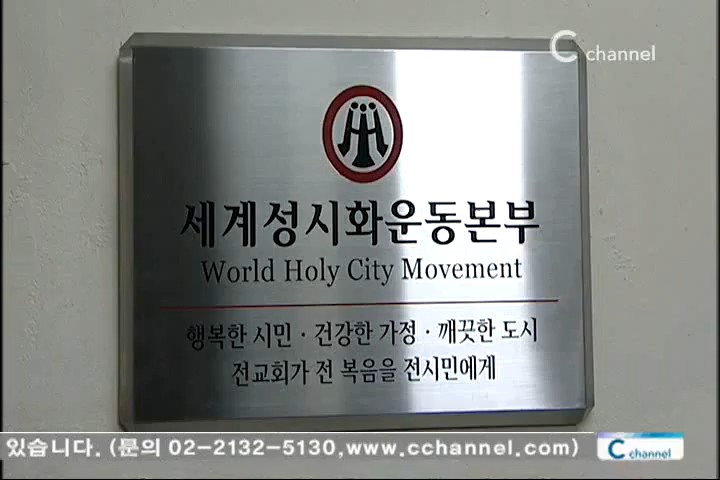 C channel
세계성시화운동본부
World Holy City Movement
행복한 시민 · 건강한 가정 · 깨끗한 도시
전교회가 전 복음을 전시민에게
있습니다. (문의 02-2132-5130,www.cchannel.com)
C channel